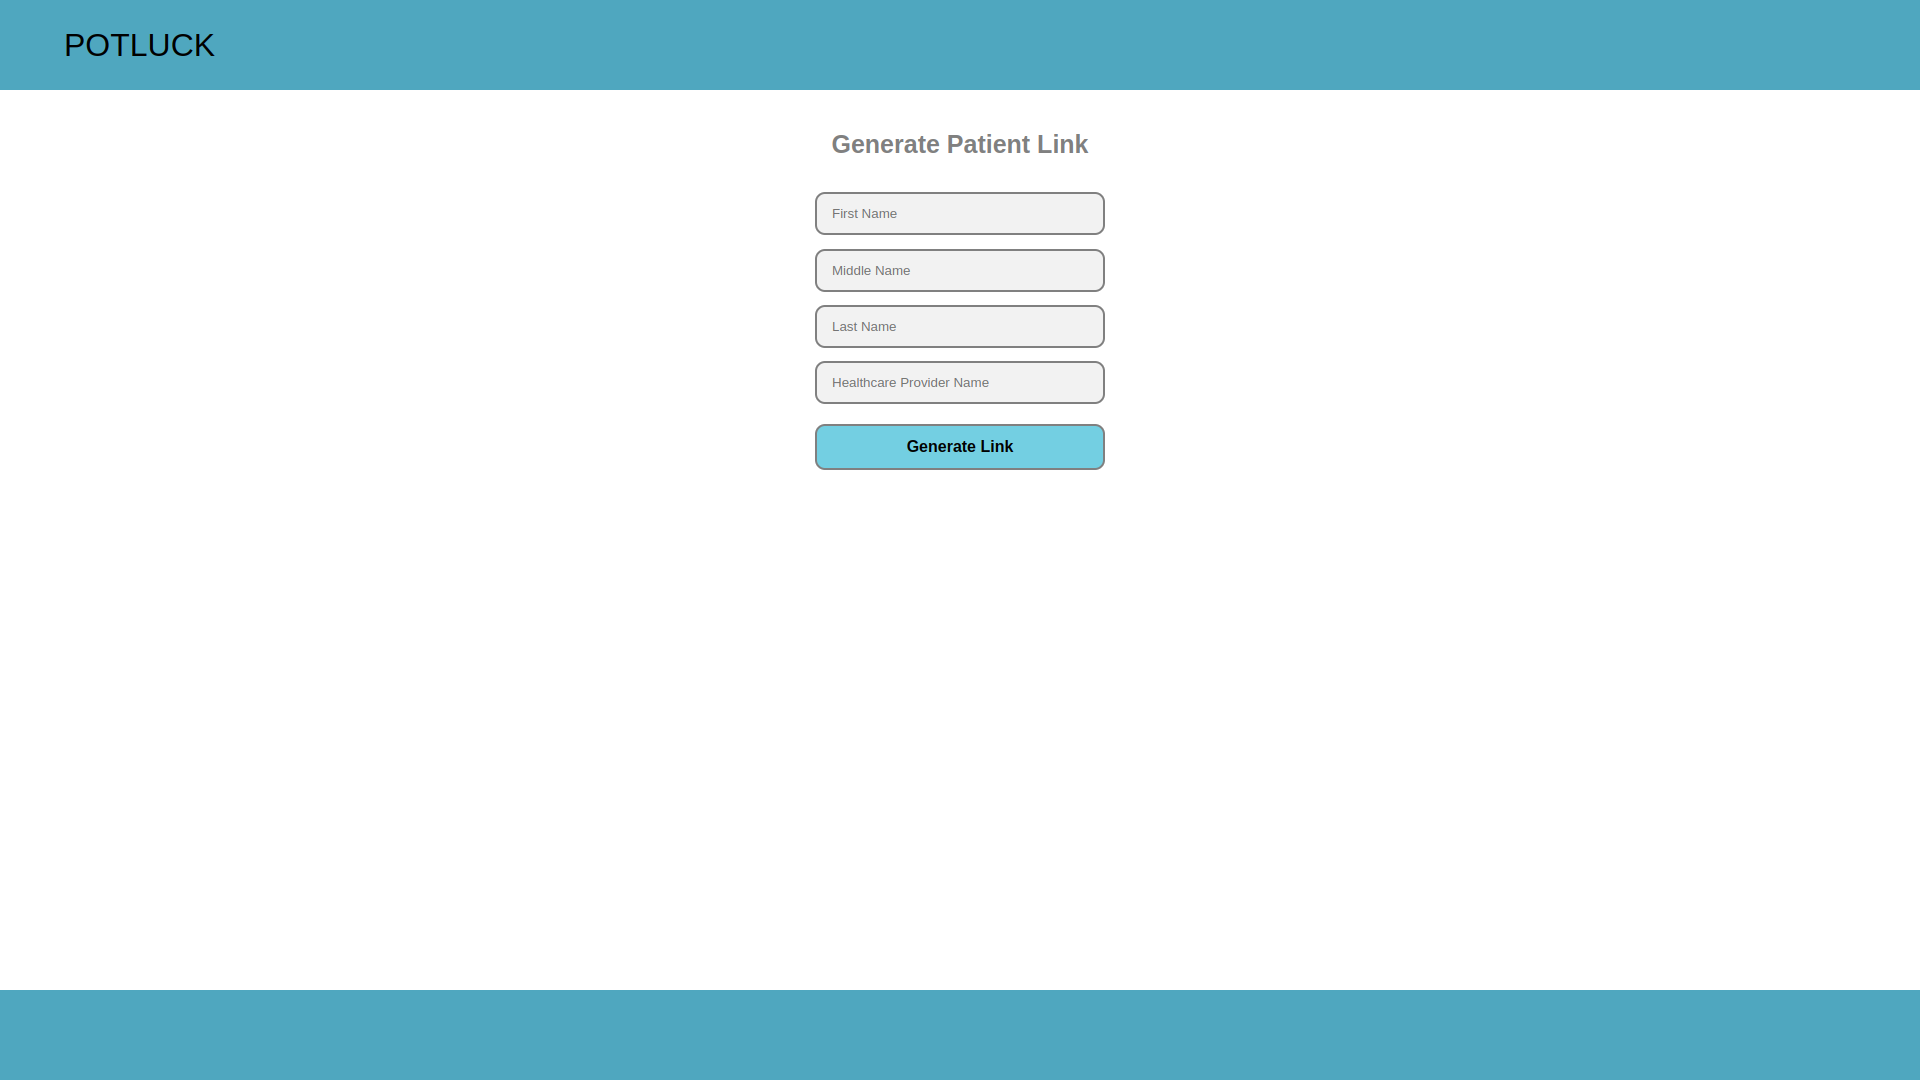 POTLUCK
Generate Patient Link
First Name
Middle Name
Last Name
Healthcare Provider Name
Generate Link